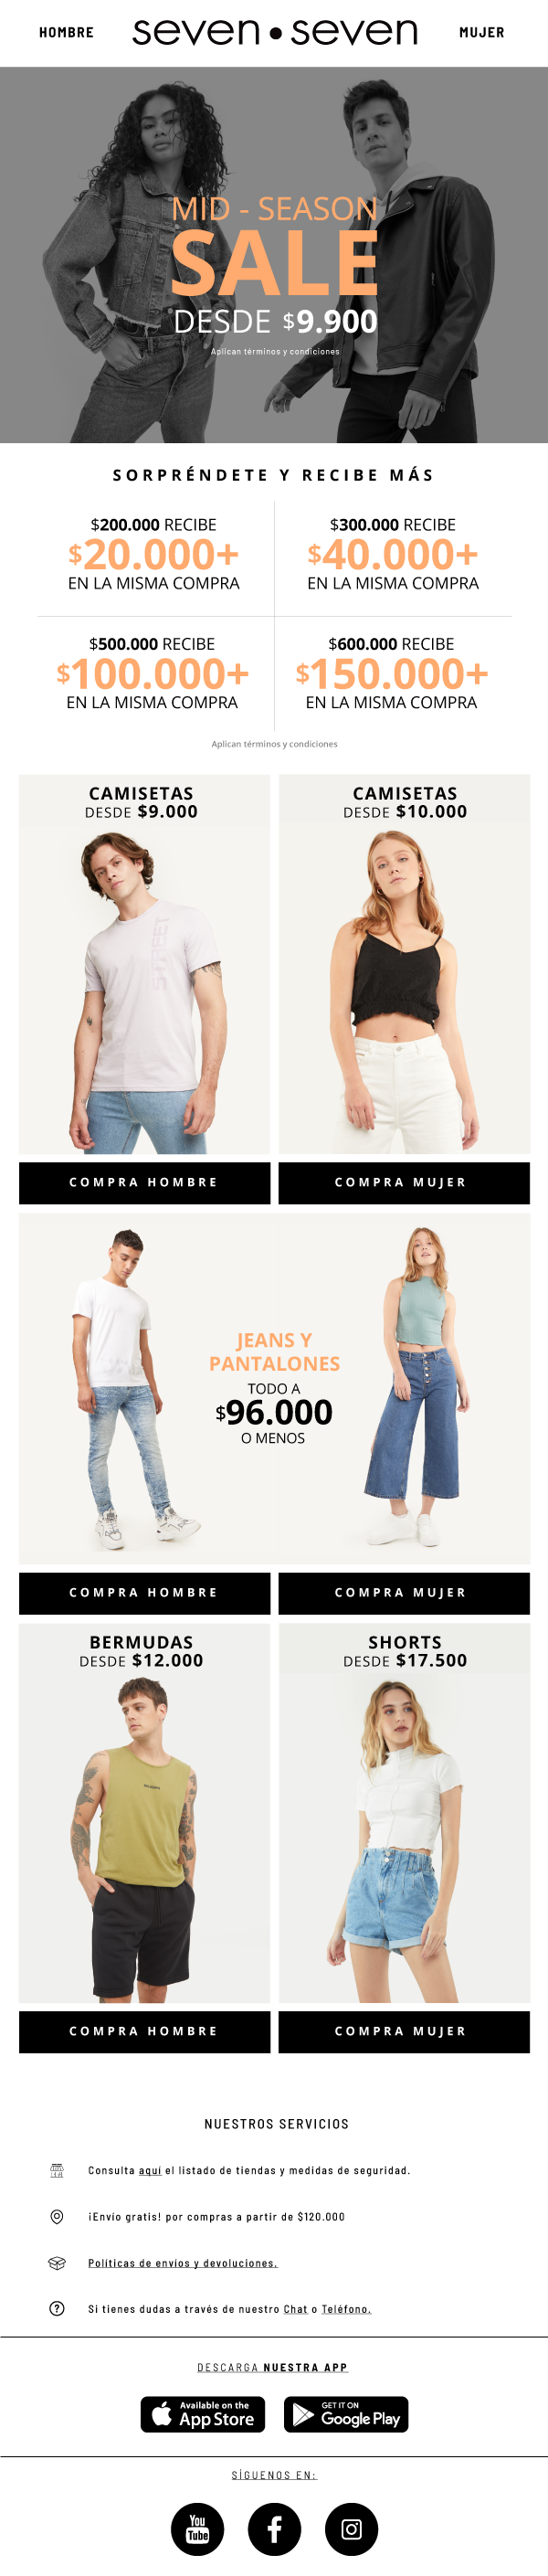 HOMBRE
seven•seven
MUJER
MID - SEASON
SALE
DESDE $9.900
Aplican términos y condiciones
SORPRÉNDETE Y RECIBE MÁS
$200.000 RECIBE
$20.000+
EN LA MISMA COMPRA
$300.000 RECIBE
$40.000+
EN LA MISMA COMPRA
$500.000 RECIBE
$100.000+
EN LA MISMA COMPRA
$600.000 RECIBE
$150.000+
EN LA MISMA COMPRA
Aplican términos y condiciones
CAMISETAS
DESDE $9.000
STREET
COMPRA HOMBRE
CAMISETAS
DESDE $10.000
COMPRA MUJER
JEANS Y
PANTALONES
TODO A
$96.000
O MENOS
COMPRA HOMBRE
COMPRA MUJER
BERMUDAS
DESDE $12.000
COMPRA HOMBRE
SHORTS
DESDE $17.500
COMPRA MUJER
NUESTROS SERVICIOS
Consulta aquí el listado de tiendas y medidas de seguridad.
¡Envío gratis! por compras a partir de $120.000
Políticas de envíos y devoluciones.
Si tienes dudas a través de nuestro Chat o Teléfono.
DESCARGA NUESTRA APP
Available on the
App Store
GET IT ON
Google Play
SÍGUENOS EN:
You
Tube